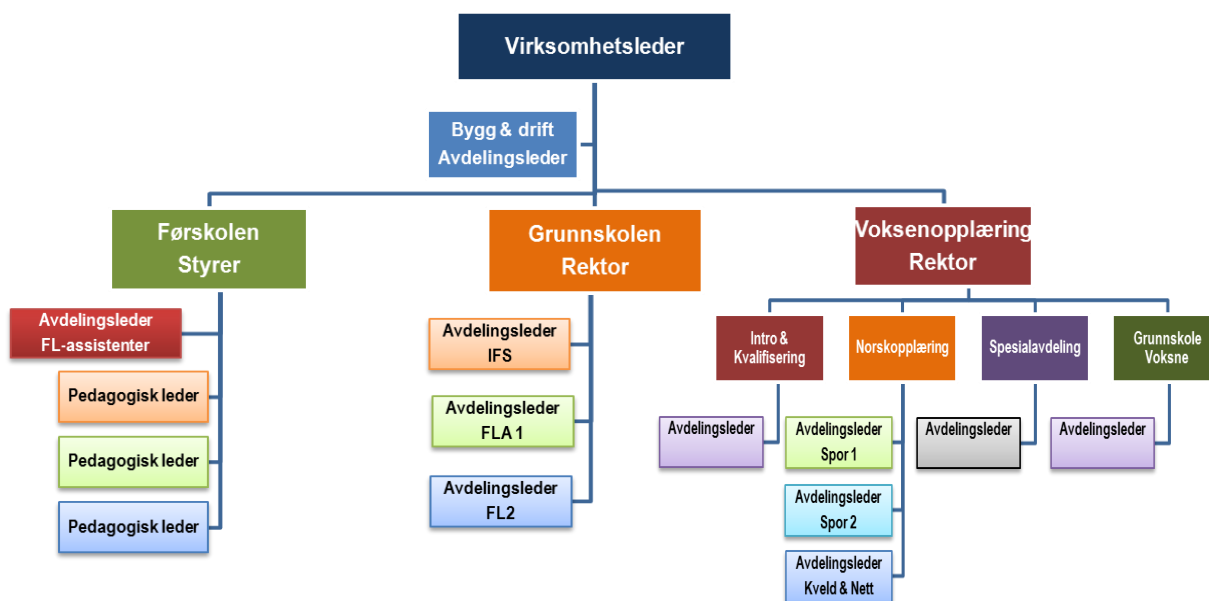 Virksomhetsleder
Bygg & drift
Avdelingsleder
Førskolen
Styrer
Grunnskolen
Rektor
Voksenopplæring
Rektor
Avdelingsleder
FL-assistenter
Pedagogisk leder
Pedagogisk leder
Pedagogisk leder
Avdelingsleder
IFS
Avdelingsleder
FLA 1
Avdelingsleder
FL2
Intro &
Kvalifisering
Norskopplæring
Spesialavdeling
Grunnskole
Voksne
Avdelingsleder
Avdelingsleder
Spor 1
Avdelingsleder
Spor 2
Avdelingsleder
Kveld & Nett
Avdelingsleder
Avdelingsleder